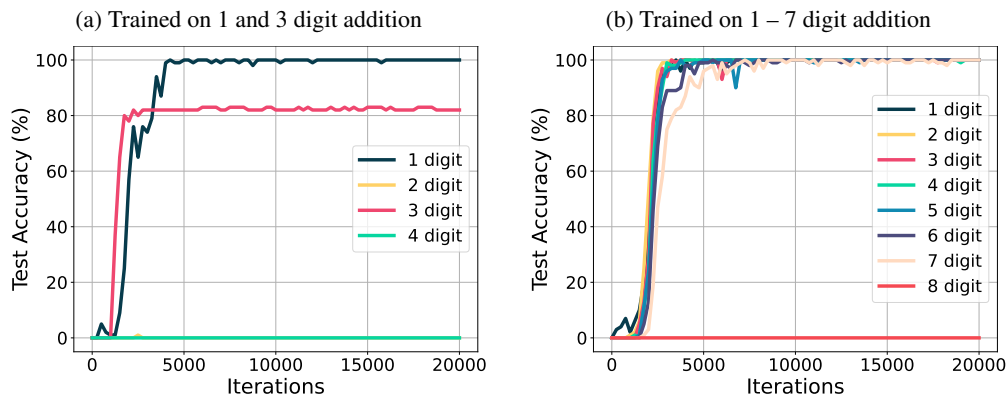 (a) Trained on 1 and 3 digit addition
Test Accuracy (%)
100
80
60
40
20
0
1 digit
2 digit
3 digit
4 digit
0 5000 10000 15000 20000
Iterations
(b) Trained on 1 – 7 digit addition
Test Accuracy (%)
100
80
60
40
20
0
1 digit
2 digit
3 digit
4 digit
5 digit
6 digit
7 digit
8 digit
0 5000 10000 15000 20000
Iterations